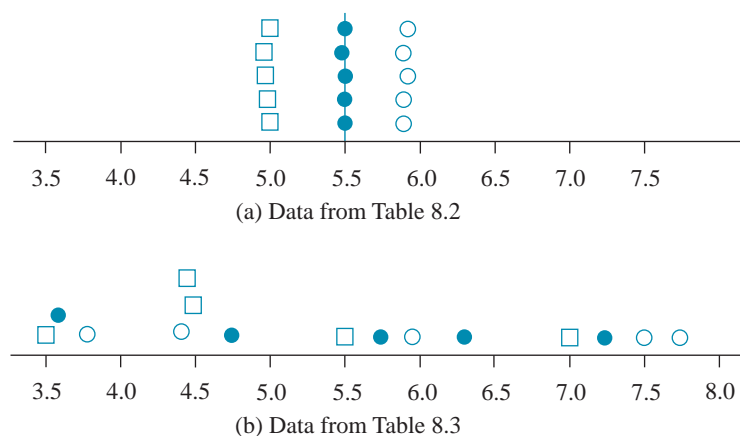 3.5 4.0 4.5 5.0 5.5 6.0 6.5 7.0 7.5
(a) Data from Table 8.2
3.5 4.0 4.5 5.0 5.5 6.0 6.5 7.0 7.5 8.0
(b) Data from Table 8.3